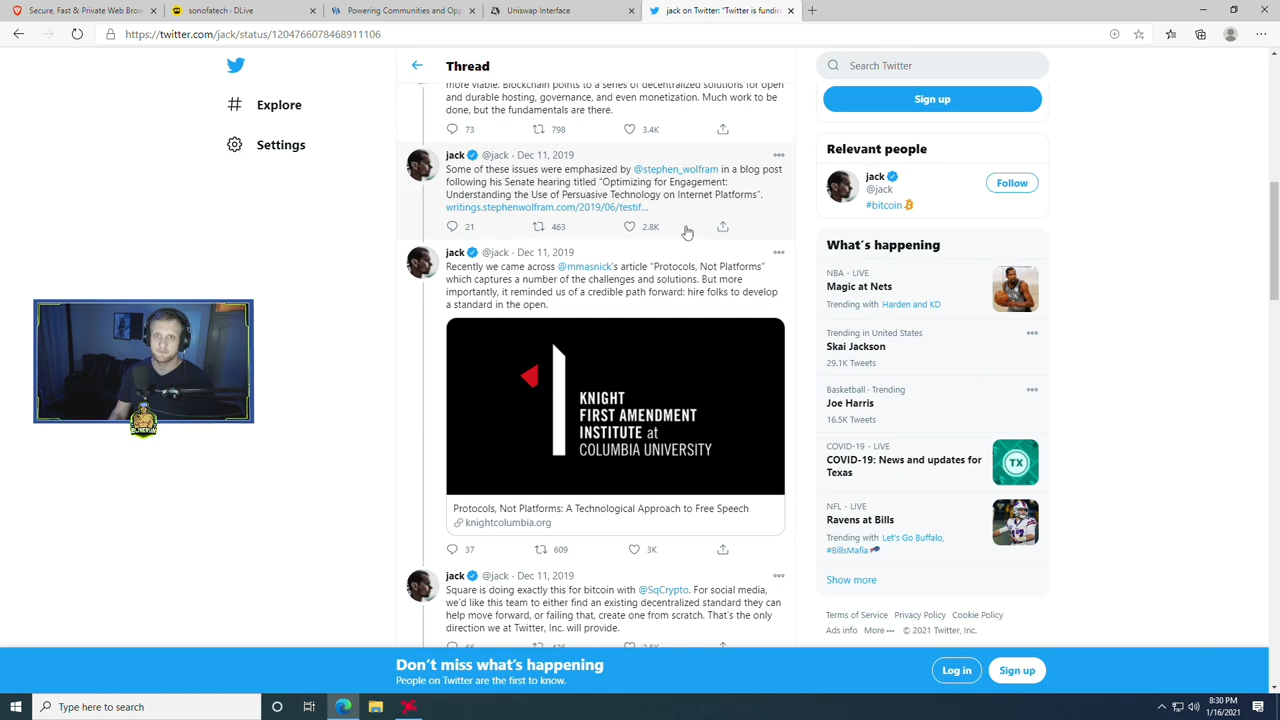 Secure, Fast & Private Web Brow
sonofatech - DLive
Powering Communities and Opp
Uniswap Interface
jack on Twitter: "Twitter is fundin
https://twitter.com/jack/status/1204766078468911106
Explore
Settings
Thread
more viable. Blockchain points to a series of decentralized solutions for open
and durable hosting, governance, and even monetization. Much work to be
done, but the fundamentals are there.
73 798 3.4K
jack @jack · Dec 11, 2019
Some of these issues were emphasized by @stephen_wolfram in a blog post
following his Senate hearing titled "Optimizing for Engagement:
Understanding the Use of Persuasive Technology on Internet Platforms".
writings.stephenwolfram.com/2019/06/testif...
21 463 2.8K
jack @jack · Dec 11, 2019
Recently we came across @mmasnick's article "Protocols, Not Platforms"
which captures a number of the challenges and solutions. But more
importantly, it reminded us of a credible path forward: hire folks to develop
a standard in the open.
KNIGHT
FIRST AMENDMENT
INSTITUTE at
COLUMBIA UNIVERSITY
Protocols, Not Platforms: A Technological Approach to Free Speech
knightcolumbia.org
37 609 3K
jack @jack · Dec 11, 2019
Square is doing exactly this for bitcoin with @SqCrypto. For social media,
we'd like this team to either find an existing decentralized standard they can
help move forward, or failing that, create one from scratch. That's the only
direction we at Twitter, Inc. will provide.
Search Twitter
Sign up
Relevant people
jack
@jack
#bitcoin
Follow
What's happening
NBA · LIVE
Magic at Nets
Trending with Harden and KD
Trending in United States
Skai Jackson
29.1K Tweets
Basketball · Trending
Joe Harris
16.5K Tweets
COVID-19 · LIVE
COVID-19: News and updates for
Texas
TX
NFL · LIVE
Ravens at Bills
Trending with Let's Go Buffalo,
#BillsMafia
Show more
Terms of Service Privacy Policy Cookie Policy
Ads info More ··· © 2021 Twitter, Inc.
Don't miss what's happening
People on Twitter are the first to know.
Log in
Sign up
Type here to search
8:30 PM
1/16/2021